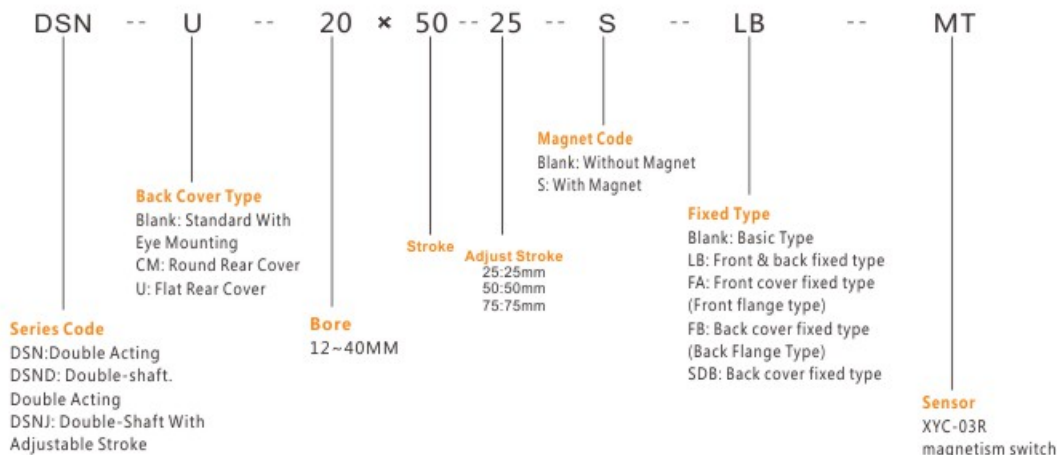 DSN -- U -- 20 × 50 -- 25 -- S -- LB -- MT
Magnet Code
Blank: Without Magnet
S: With Magnet
Back Cover Type
Blank: Standard With
Eye Mounting
CM: Round Rear Cover
U: Flat Rear Cover
Stroke
Adjust Stroke
25:25mm
50:50mm
75:75mm
Fixed Type
Blank: Basic Type
LB: Front & back fixed type
FA: Front cover fixed type
(Front flange type)
FB: Back cover fixed type
(Back Flange Type)
SDB: Back cover fixed type
Series Code
DSN:Double Acting
DSND: Double-shaft.
Double Acting
DSNJ: Double-Shaft With
Adjustable Stroke
Bore
12~40MM
Sensor
XYC-03R
magnetism switch